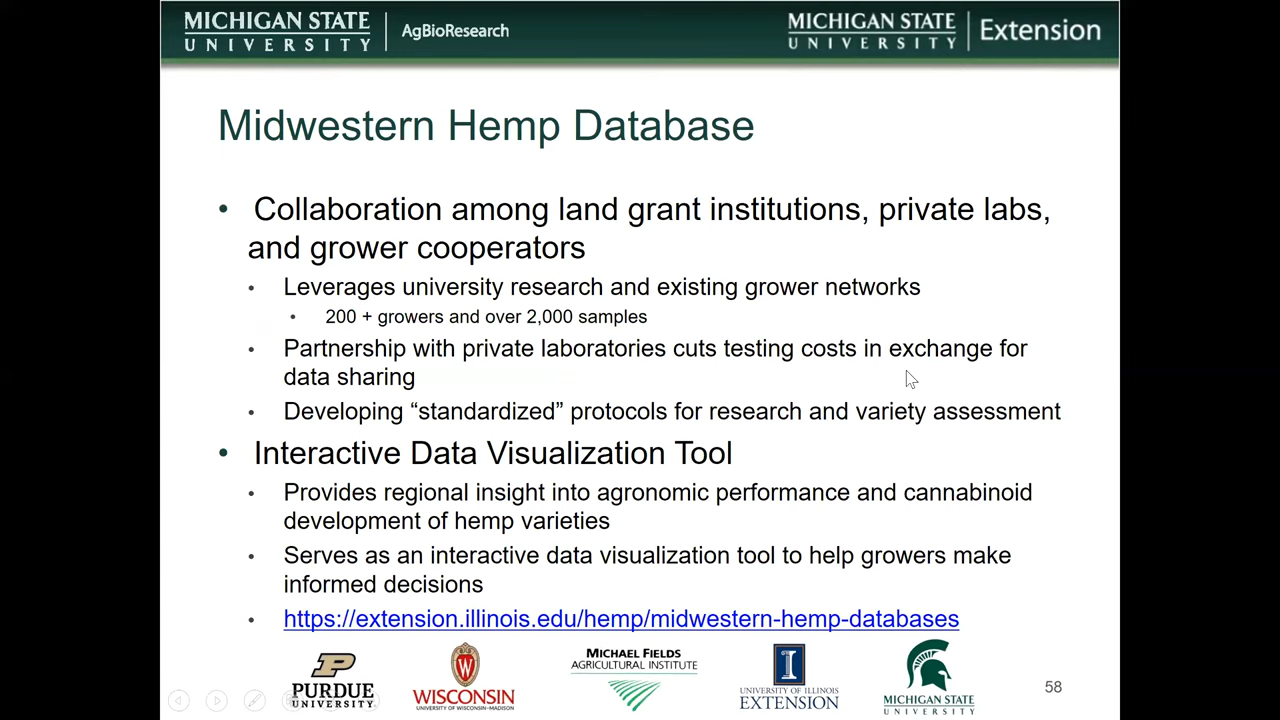 MICHIGAN STATE
UNIVERSITY
AgBioResearch
MICHIGAN STATE
UNIVERSITY
Extension
Midwestern Hemp Database
• Collaboration among land grant institutions, private labs,
and grower cooperators
• Leverages university research and existing grower networks
• 200 + growers and over 2,000 samples
• Partnership with private laboratories cuts testing costs in exchange for
data sharing
• Developing “standardized” protocols for research and variety assessment
• Interactive Data Visualization Tool
• Provides regional insight into agronomic performance and cannabinoid
development of hemp varieties
• Serves as an interactive data visualization tool to help growers make
informed decisions
• https://extension.illinois.edu/hemp/midwestern-hemp-databases
PURDUE
UNIVERSITY
WISCONSIN
UNIVERSITY OF WISCONSIN–MADISON
MICHAEL FIELDS
AGRICULTURAL INSTITUTE
UNIVERSITY OF ILLINOIS
EXTENSION
MICHIGAN STATE
UNIVERSITY
58